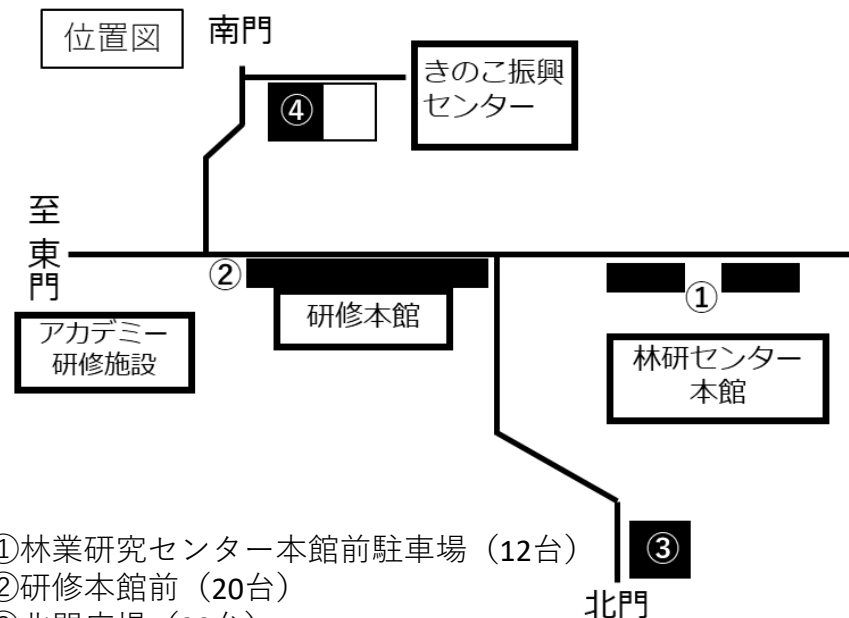 位置図
南門
きのこ振興
センター
④
至
東
門
②
①
研修本館
アカデミー
研修施設
林研センター
本館
③
北門
①林業研究センター本館前駐車場（12台）
②研修本館前（20台）